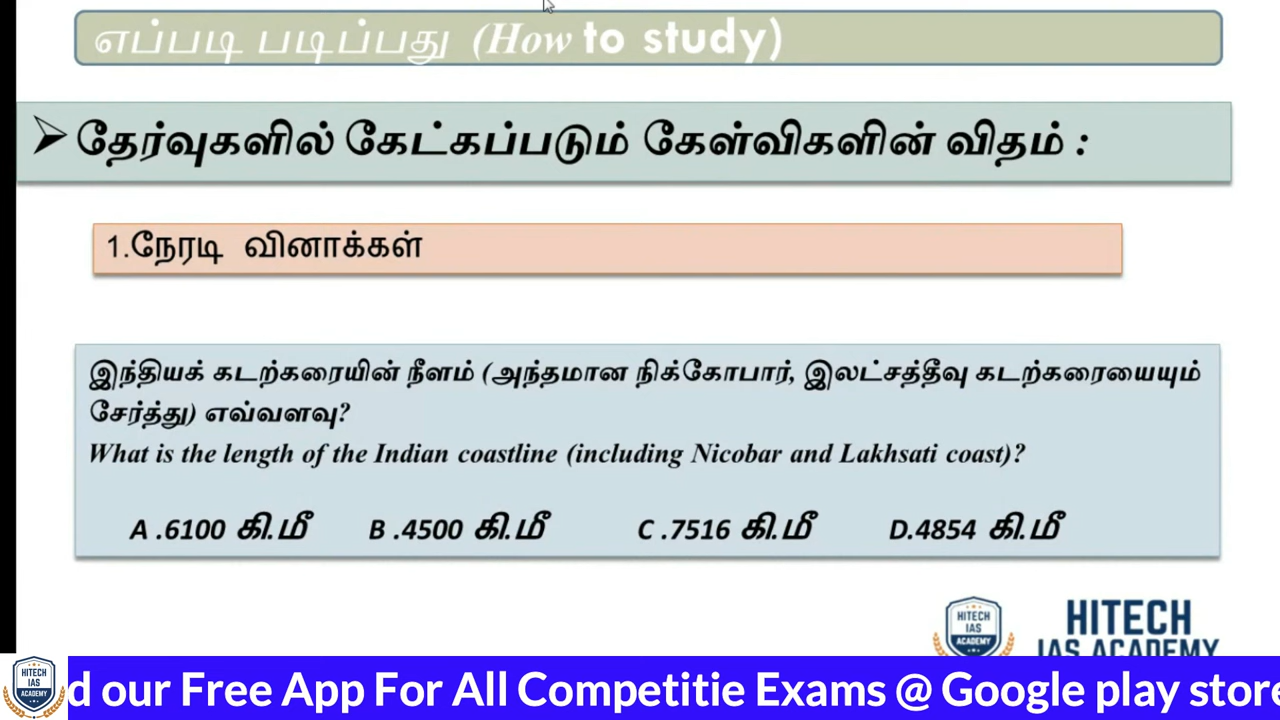 எப்படி படிப்பது (How to study)
➢தேர்வுகளில் கேட்கப்படும் கேள்விகளின் விதம் :
1.நேரடி வினாக்கள்
இந்தியக் கடற்கரையின் நீளம் (அந்தமான நிக்கோபார், இலட்சத்தீவு கடற்கரையையும்
சேர்த்து) எவ்வளவு?
What is the length of the Indian coastline (including Nicobar and Lakhsati coast)?
A .6100 கி.மீ B .4500 கி.மீ C .7516 கி.மீ D.4854 கி.மீ
HITECH
IAS
ACADEMY
HITECH
IAS ACADEMY
HITECH
IAS
ACADEMY
d our Free App For All Competitie Exams @ Google play store